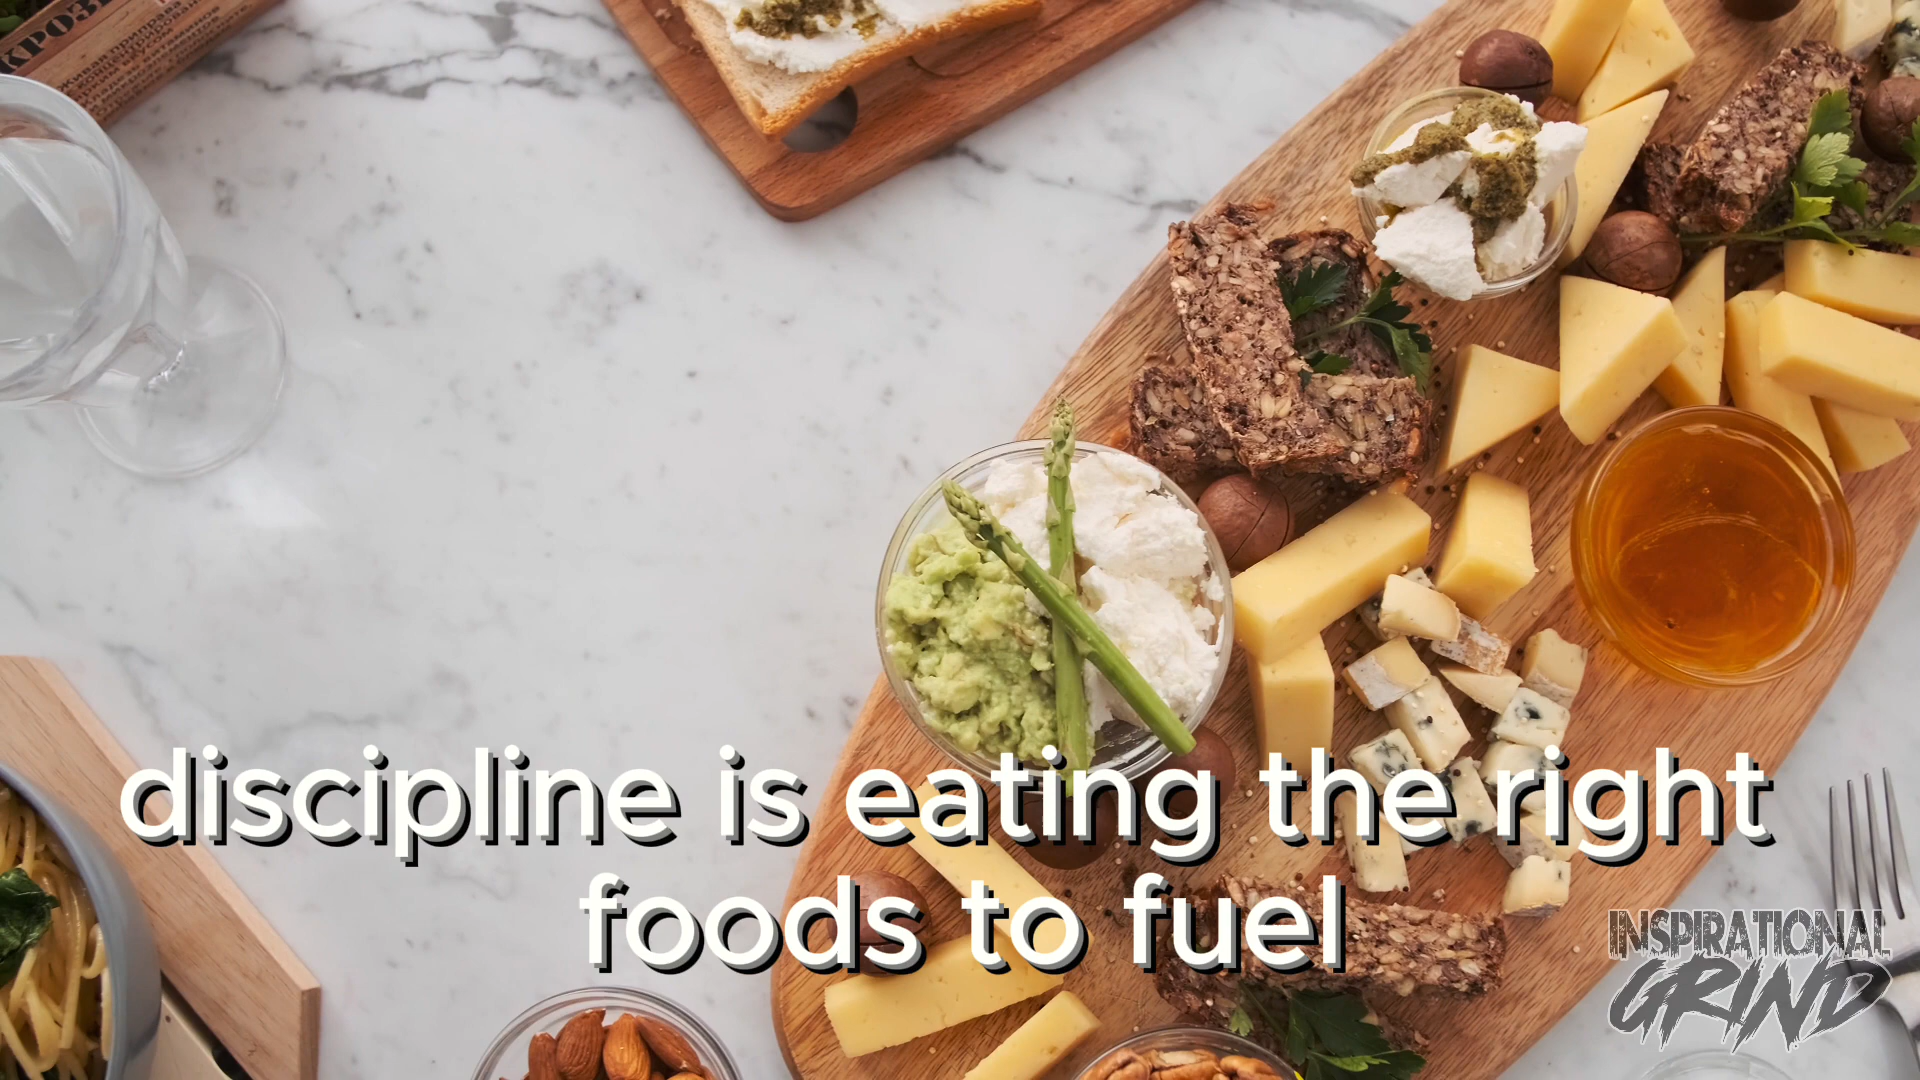 discipline is eating the right
foods to fuel
INSPIRATIONAL
GRIND